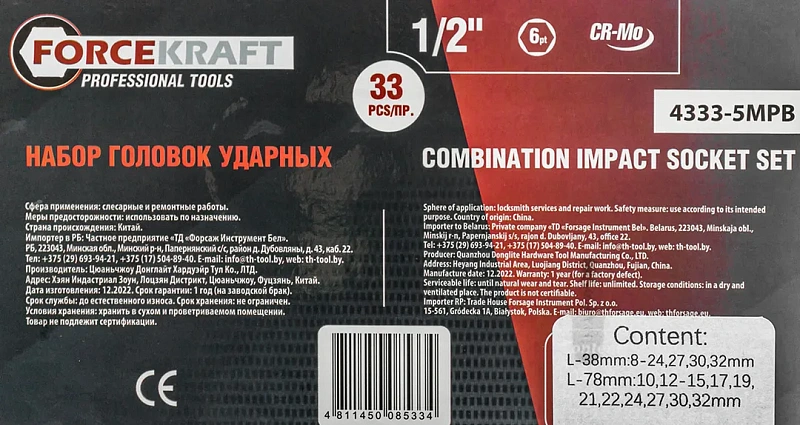 FORCEKRAFT
PROFESSIONAL TOOLS
1/2"
6pt
CR-Mo
33
PCS/ПР.
4333-5MPB
НАБОР ГОЛОВОК УДАРНЫХ
COMBINATION IMPACT SOCKET SET
Сфера применения: слесарные и ремонтные работы.
Меры предосторожности: использовать по назначению.
Страна происхождения: Китай.
Импортер в РБ: Частное предприятие «ТД «Форсаж Инструмент Бел».
РБ, 223043, Минская обл., Минский р-н, Папернянский с/с, район д. Дубовляны, д. 43, каб. 22.
Тел: +375 (29) 693-94-21, +375 (17) 504-89-40. E-mail: info@th-tool.by, web: th-tool.by.
Производитель: Цюаньчжоу Донглайт Хардуэйр Тул Ко., ЛТД.
Адрес: Хэян Индастриал Зоун, Лоцзян Дистрикт, Цюаньчжоу, Фуцзянь, Китай.
Дата изготовления: 12.2022. Срок гарантии: 1 год (на заводской брак).
Срок службы: до естественного износа. Срок хранения: не ограничен.
Условия хранения: хранить в сухом и проветриваемом помещении.
Товар не подлежит сертификации.
Sphere of application: locksmith services and repair work. Safety measure: use according to its intended
purpose. Country of origin: China.
Importer to Belarus: Private company «TD «Forsage Instrument Bel». Belarus, 223043, Minskaja obl.,
Minskij r-n, Papernjanskij s/s, rajon d. Dubovljany, 43, office 22.
Tel: +375 (29) 693-94-21, +375 (17) 504-89-40. E-mail: info@th-tool.by, web: th-tool.by.
Producer: Quanzhou Donglite Hardware Tool Manufacturing Co., LTD.
Address: Heyang Industrial Area, Luojiang District, Quanzhou, Fujian, China.
Manufacture date: 12.2022. Warranty: 1 year (for a factory defect).
Serviceable life: until natural wear and tear. Shelf life: unlimited. Storage conditions: in a dry and
ventilated place. The product is not certifiable.
Importer RP: Trade House Forsage Instrument Pol. Sp. z o.o.
15-561, Gródecka 1A, Białystok, Polska. E-mail: biuro@thforsage.eu, web: thforsage.eu.
CE
4 811450 085334
Content:
L-38mm:8-24,27,30,32mm
L-78mm:10,12-15,17,19,
21,22,24,27,30,32mm